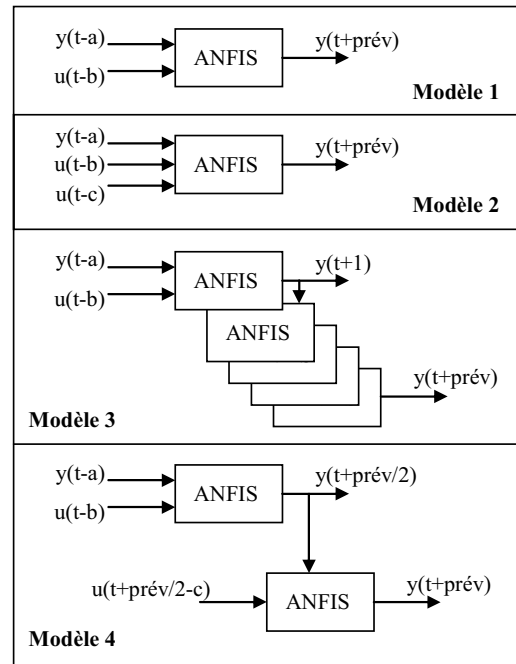 y(t-a)
u(t-b)
ANFIS
y(t+prév)
Modèle 1
y(t-a)
u(t-b)
u(t-c)
ANFIS
y(t+prév)
Modèle 2
y(t-a)
u(t-b)
ANFIS
y(t+1)
ANFIS
y(t+prév)
Modèle 3
y(t-a)
u(t-b)
ANFIS
y(t+prév/2)
u(t+prév/2-c)
ANFIS
y(t+prév)
Modèle 4